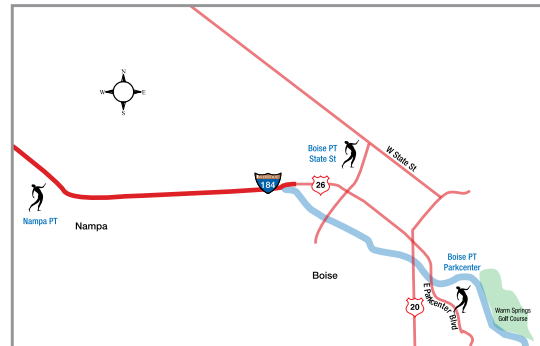 N
W E
S
Boise PT
State St
W State St
INTERSTATE
184
26
Nampa PT
Nampa
Boise PT
Parkcenter
Boise
E Parkcenter Blvd
20
Warm Springs
Golf Course